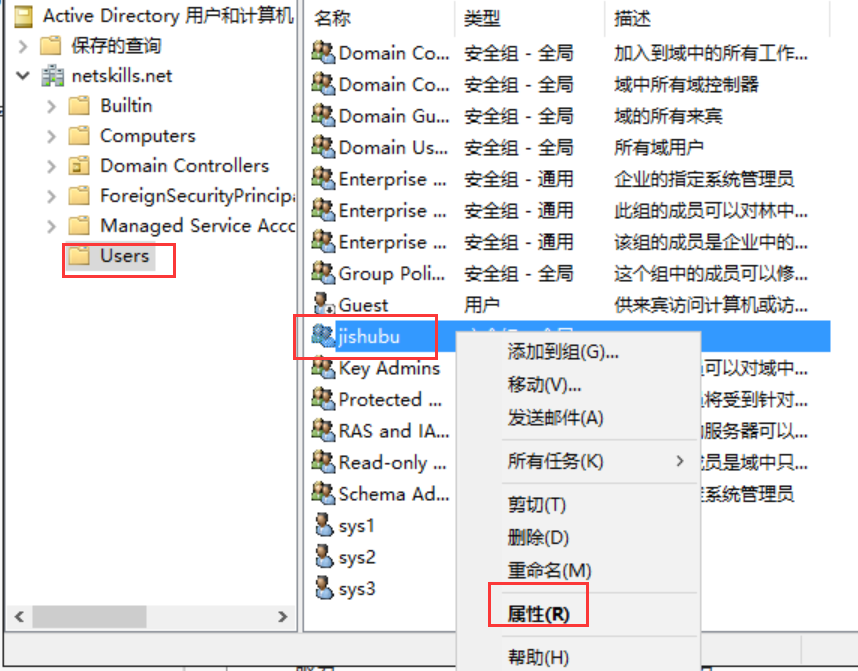 Active Directory 用户和计算机
保存的查询
netskills.net
Builtin
Computers
Domain Controllers
ForeignSecurityPrincipa
Managed Service Acco
Users
名称 类型 描述
Domain Co... 安全组 - 全局 加入到域中的所有工作...
Domain Co... 安全组 - 全局 域中所有域控制器
Domain Gu... 安全组 - 全局 域的所有来宾
Domain Us... 安全组 - 全局 所有域用户
Enterprise ... 安全组 - 通用 企业的指定系统管理员
Enterprise ... 安全组 - 通用 此组的成员可以对林中...
Enterprise ... 安全组 - 通用 该组的成员是企业中的...
Group Poli... 安全组 - 全局 这个组中的成员可以修...
Guest 用户 供来宾访问计算机或访...
jishubu
Key Admins 可以对域中...
Protected ... 将受到针对...
RAS and IA... 服务器可以...
Read-only ... 员是域中只...
Schema Ad... 系统管理员
sys1
sys2
sys3
添加到组(G)...
移动(V)...
发送邮件(A)
所有任务(K)
剪切(T)
删除(D)
重命名(M)
属性(R)
帮助(H)